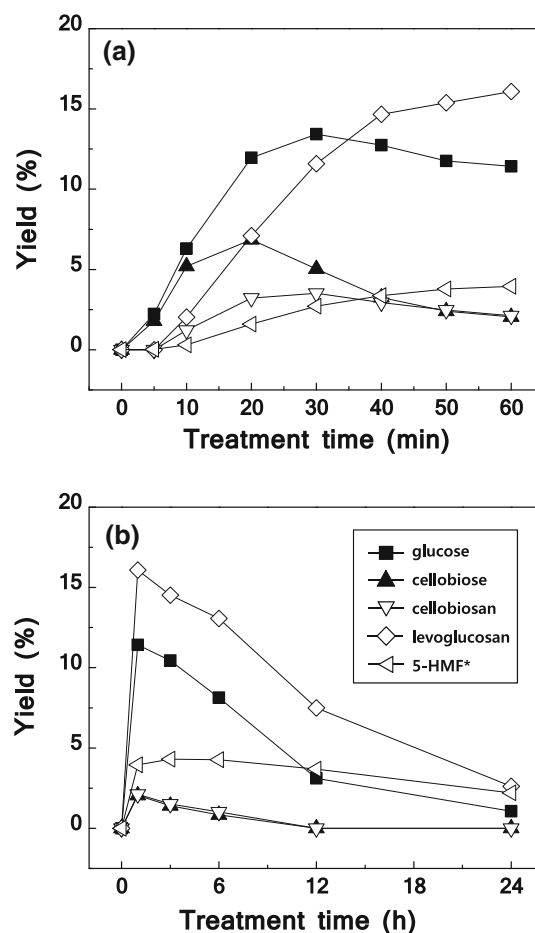 (a)
Yield (%)
20
15
10
5
0
0 5 10 20 30 40 50 60
Treatment time (min)
(b)
Yield (%)
20
15
10
5
0
glucose
cellobiose
cellobiosan
levoglucosan
5-HMF*
0 6 12 24
Treatment time (h)